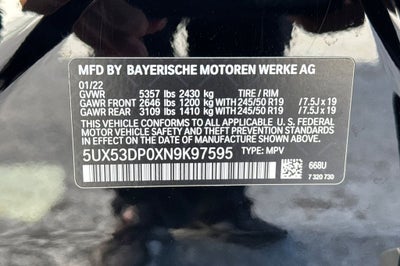 MFD BY BAYERISCHE MOTOREN WERKE AG
01/22
GVWR 5357 lbs 2430 kg TIRE / RIM
GAWR FRONT 2646 lbs 1200 kg 245/50 R19 /7.5J x 19
GAWR REAR 3109 lbs 1410 kg 245/50 R19 /7.5J x 19
THIS VEHICLE CONFORMS TO ALL APPLICABLE
U.S. FEDERAL MOTOR VEHICLE SAFETY, BUMPER,
AND THEFT PREVENTION STANDARDS
IN EFFECT ON THE DATE OF
MANUFACTURE SHOWN ABOVE.
5UX53DP0XN9K97595 TYPE: MPV
668U
7 320 730